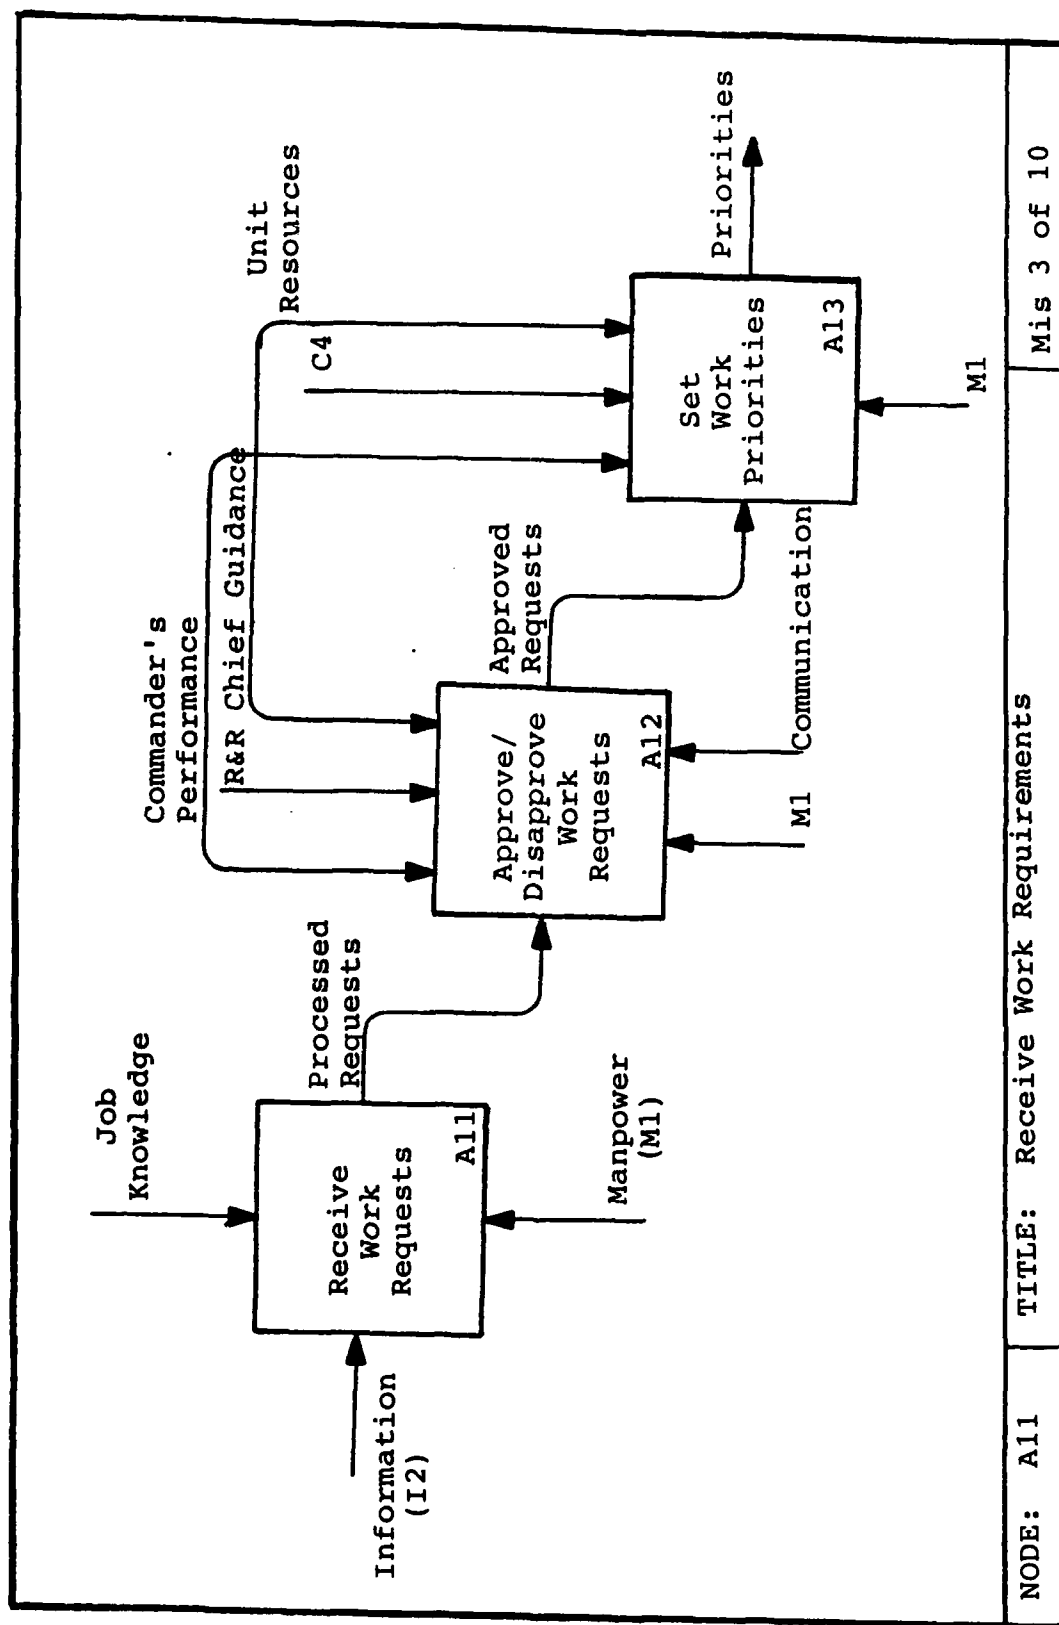 Job
Knowledge
Information
(I2)
Receive
Work
Requests
A11
Manpower
(M1)
Processed
Requests
Commander's
Performance
R&R Chief Guidance
Unit
Resources
C4
Approve/
Disapprove
Work
Requests
A12
M1
Communication
Approved
Requests
Set
Work
Priorities
A13
M1
Priorities
NODE: A11
TITLE: Receive Work Requirements
Mis 3 of 10